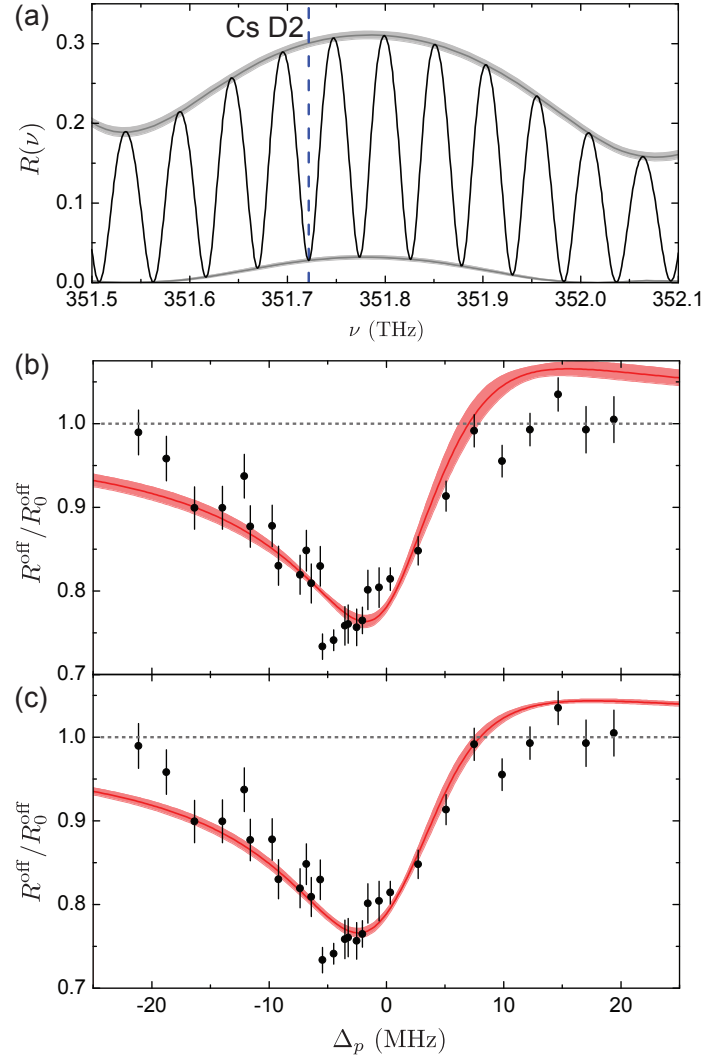 (a)
Cs D2
R(ν)
0.3
0.2
0.1
0.0
351.5 351.6 351.7 351.8 351.9 352.0 352.1
ν (THz)
(b)
R^off/R_0^off
1.0
0.9
0.8
0.7
(c)
R^off/R_0^off
1.0
0.9
0.8
0.7
-20 -10 0 10 20
Δ_p (MHz)